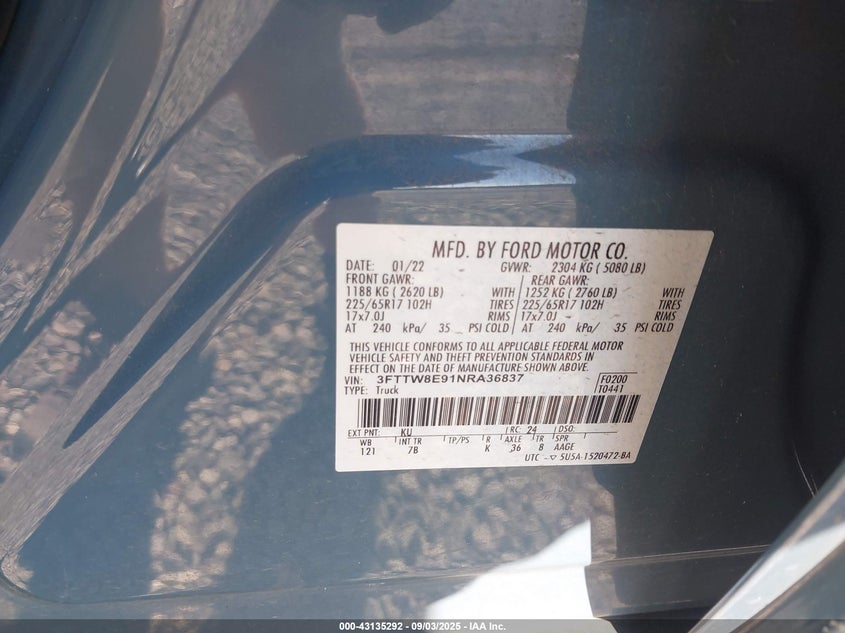 MFD. BY FORD MOTOR CO.
DATE: 01/22 GVWR: 2304 KG ( 5080 LB)
FRONT GAWR: REAR GAWR:
1188 KG ( 2620 LB) WITH 1252 KG ( 2760 LB) WITH
225/65R17 102H TIRES 225/65R17 102H TIRES
17x7.0J RIMS 17x7.0J RIMS
AT 240 kPa/ 35 PSI COLD AT 240 kPa/ 35 PSI COLD
THIS VEHICLE CONFORMS TO ALL APPLICABLE FEDERAL MOTOR
VEHICLE SAFETY AND THEFT PREVENTION STANDARDS IN
EFFECT ON THE DATE OF MANUFACTURE SHOWN ABOVE.
VIN: 3FTTW8E91NRA36837 F0200
TYPE: Truck T0441
EXT PNT: KU RC: 24 DSO:
WB INT TR TP/PS R AXLE TR SPR
121 7B K 36 B AAGE
UTC 5U5A-1520472-BA
000-43135292 - 09/03/2025 - IAA Inc.